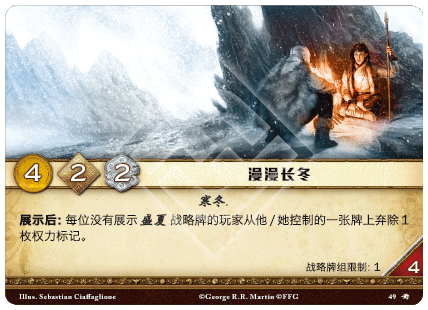 4 2 2 漫漫长冬
寒冬.
展示后: 每位没有展示 盛夏 战略牌的玩家从他 / 她控制的一张牌上弃除 1
枚权力标记。
战略牌组限制: 1
4
Illus. Sebastian Ciaffaglione ©George R.R. Martin ©FFG 49